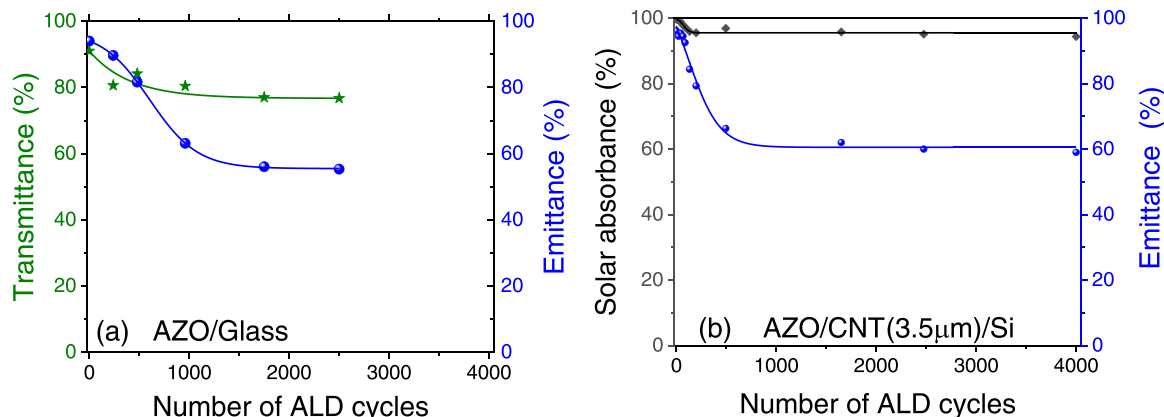 100
80
60
40
20
0
Transmittance (%)
(a) AZO/Glass
0 1000 2000 3000 4000
Number of ALD cycles
100
80
60
40
20
0
Emittance (%)
100
80
60
40
20
0
Solar absorbance (%)
(b) AZO/CNT(3.5μm)/Si
0 1000 2000 3000 4000
Number of ALD cycles
100
80
60
40
20
0
Emittance (%)